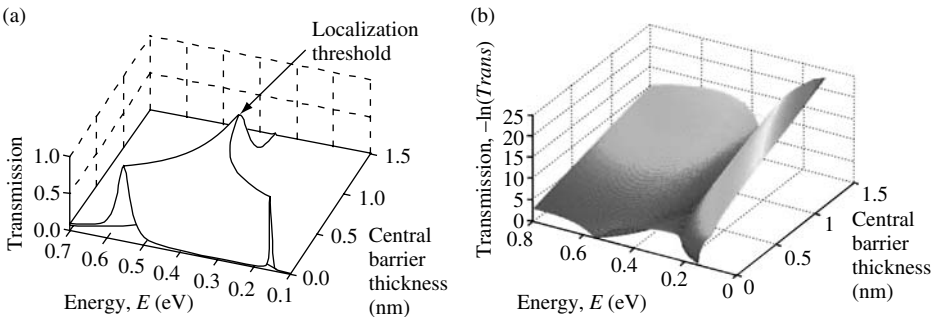 (a)
Localization
threshold
Transmission
1.0
0.5
0.0
0.7
0.6
0.5
0.4
0.3
0.2
0.1
Energy, E (eV)
0.0
0.5
1.0
1.5
Central
barrier
thickness
(nm)
(b)
Transmission, –ln(Trans)
25
20
15
10
5
0
0.8
0.6
0.4
0.2
0
Energy, E (eV)
0
0.5
1
1.5
Central
barrier
thickness
(nm)